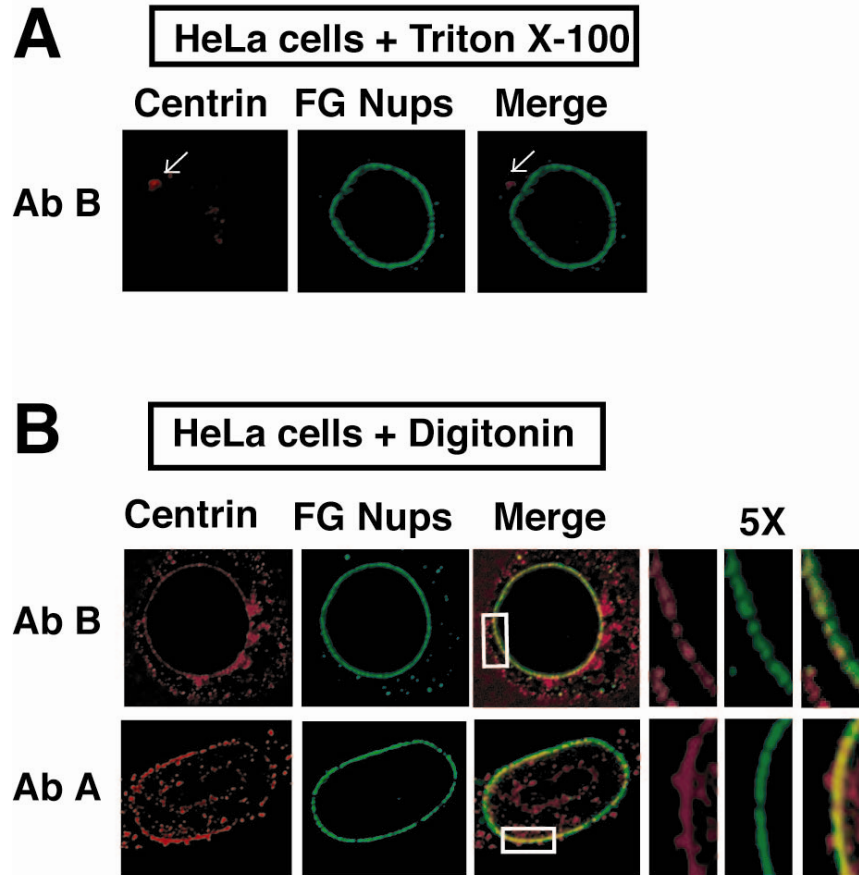 A
HeLa cells + Triton X-100
Centrin FG Nups Merge
Ab B
B
HeLa cells + Digitonin
Centrin FG Nups Merge 5X
Ab B
Ab A